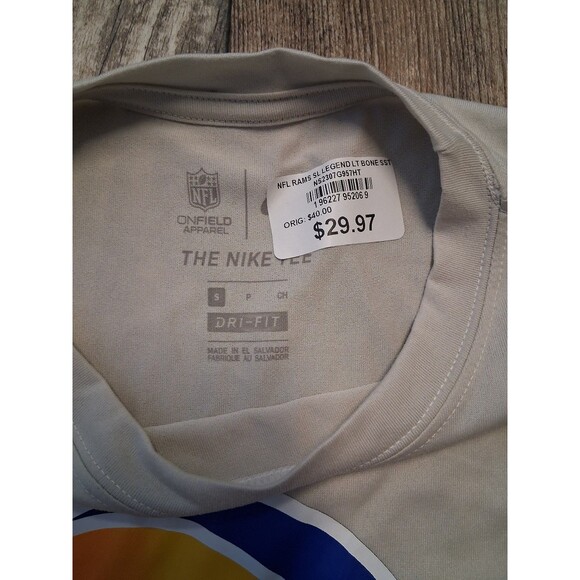 NFL RAMS SL LEGEND LT BONE SST
NS2307G957HT
1 96227 95206 9
ORIG: $40.00
$29.97
NFL
ONFIELD
APPAREL
THE NIKE TEE
S P CH
DRI-FIT
MADE IN EL SALVADOR
FABRIQUE AU SALVADOR